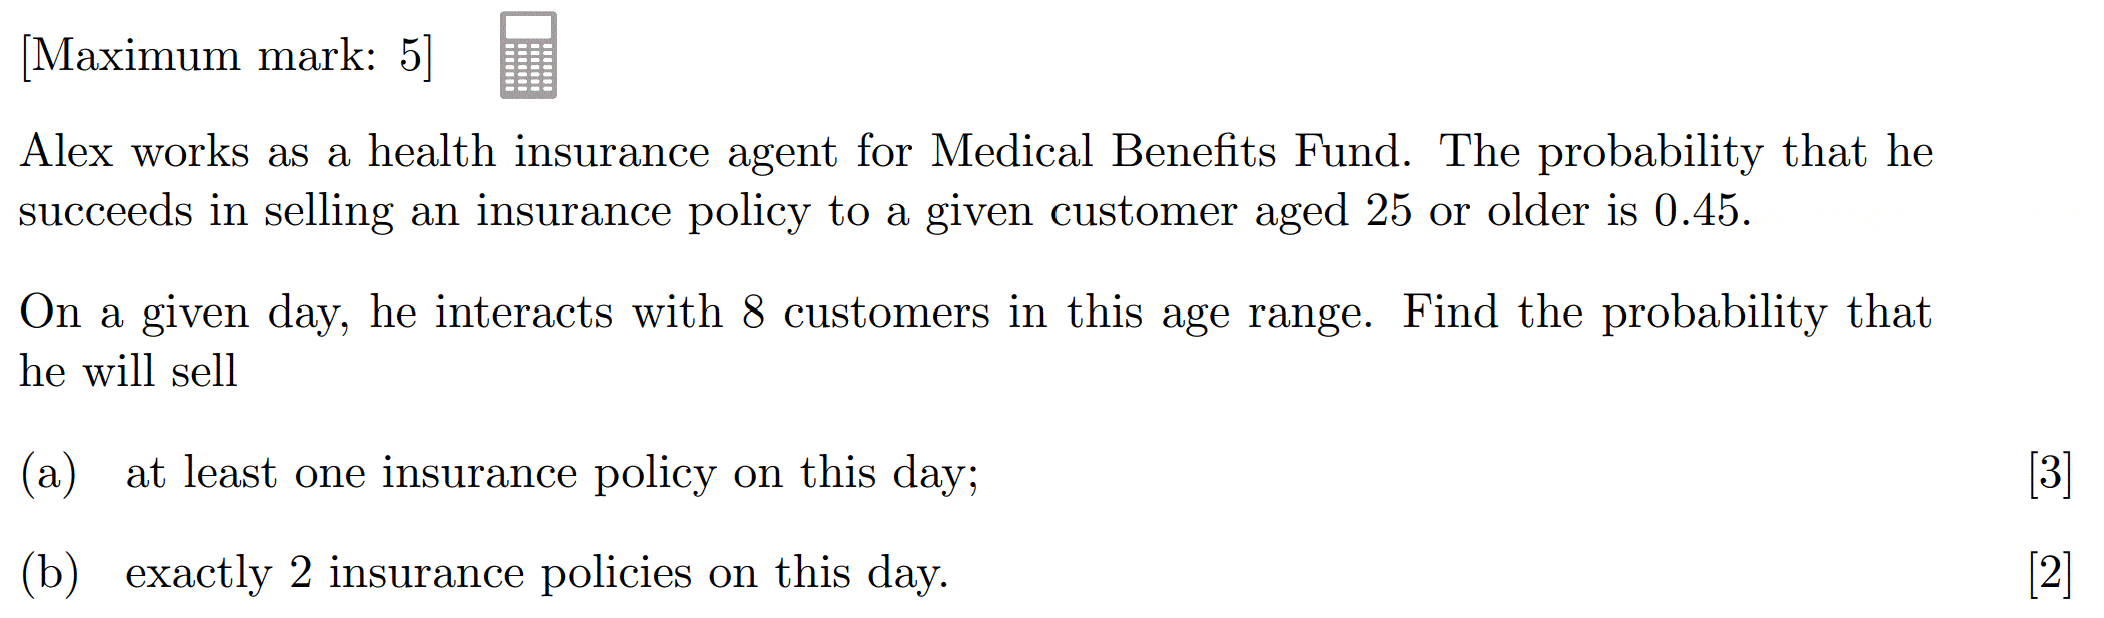 [Maximum mark: 5]
Alex works as a health insurance agent for Medical Benefits Fund. The probability that he
succeeds in selling an insurance policy to a given customer aged 25 or older is 0.45.
On a given day, he interacts with 8 customers in this age range. Find the probability that
he will sell
(a) at least one insurance policy on this day; [3]
(b) exactly 2 insurance policies on this day. [2]